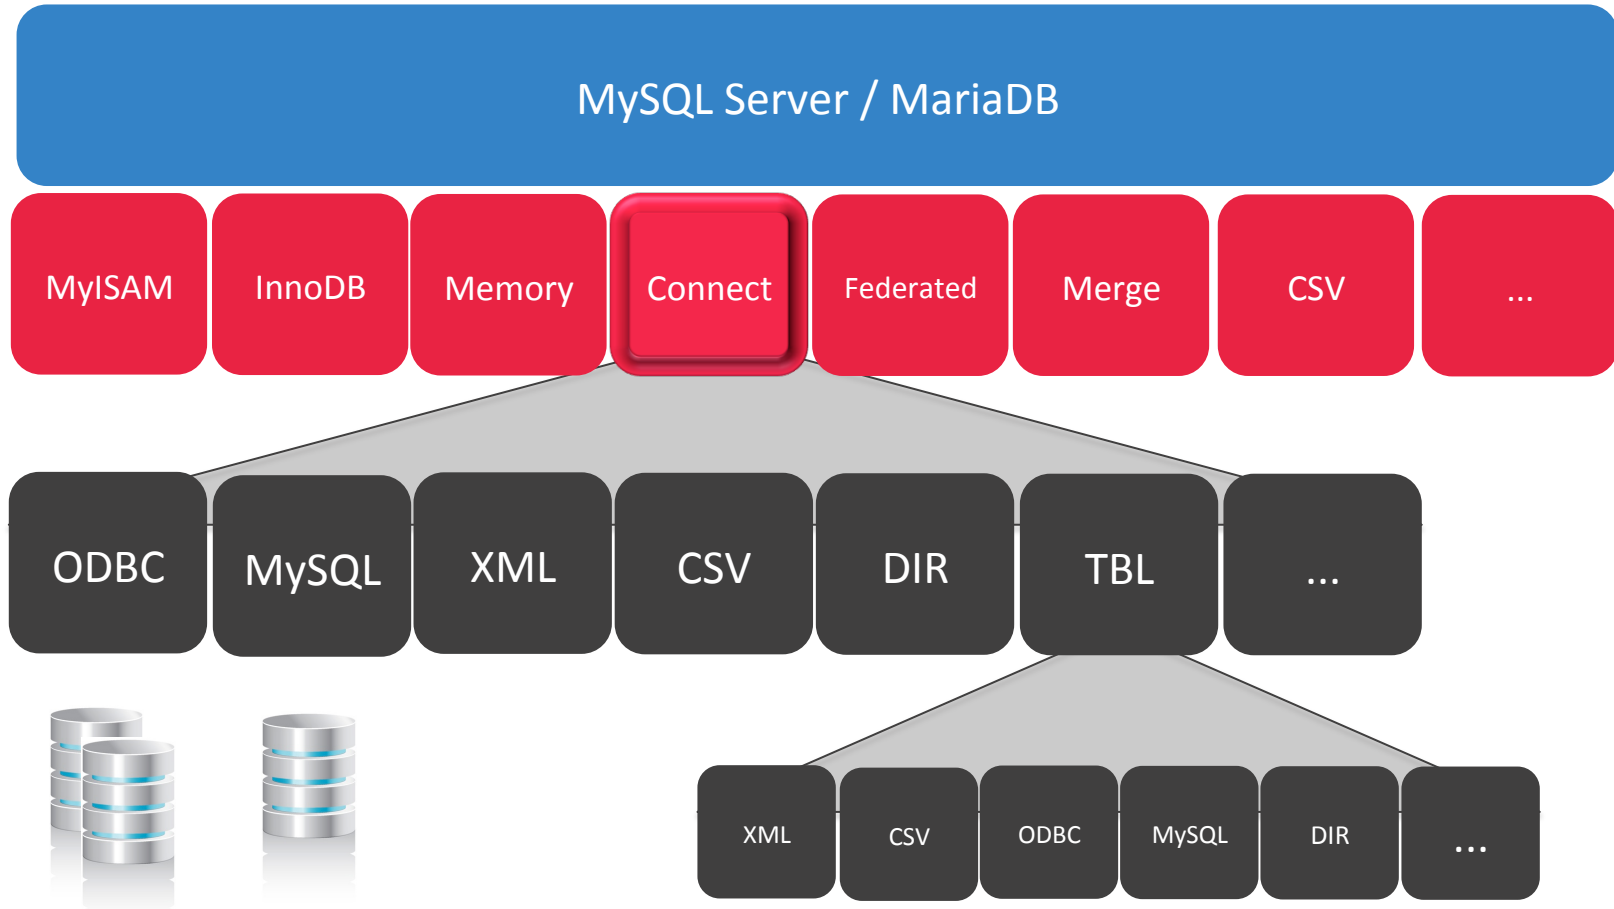 MySQL Server / MariaDB
MyISAM
InnoDB
Memory
Connect
Federated
Merge
CSV
...
ODBC
MySQL
XML
CSV
DIR
TBL
...
XML
CSV
ODBC
MySQL
DIR
...